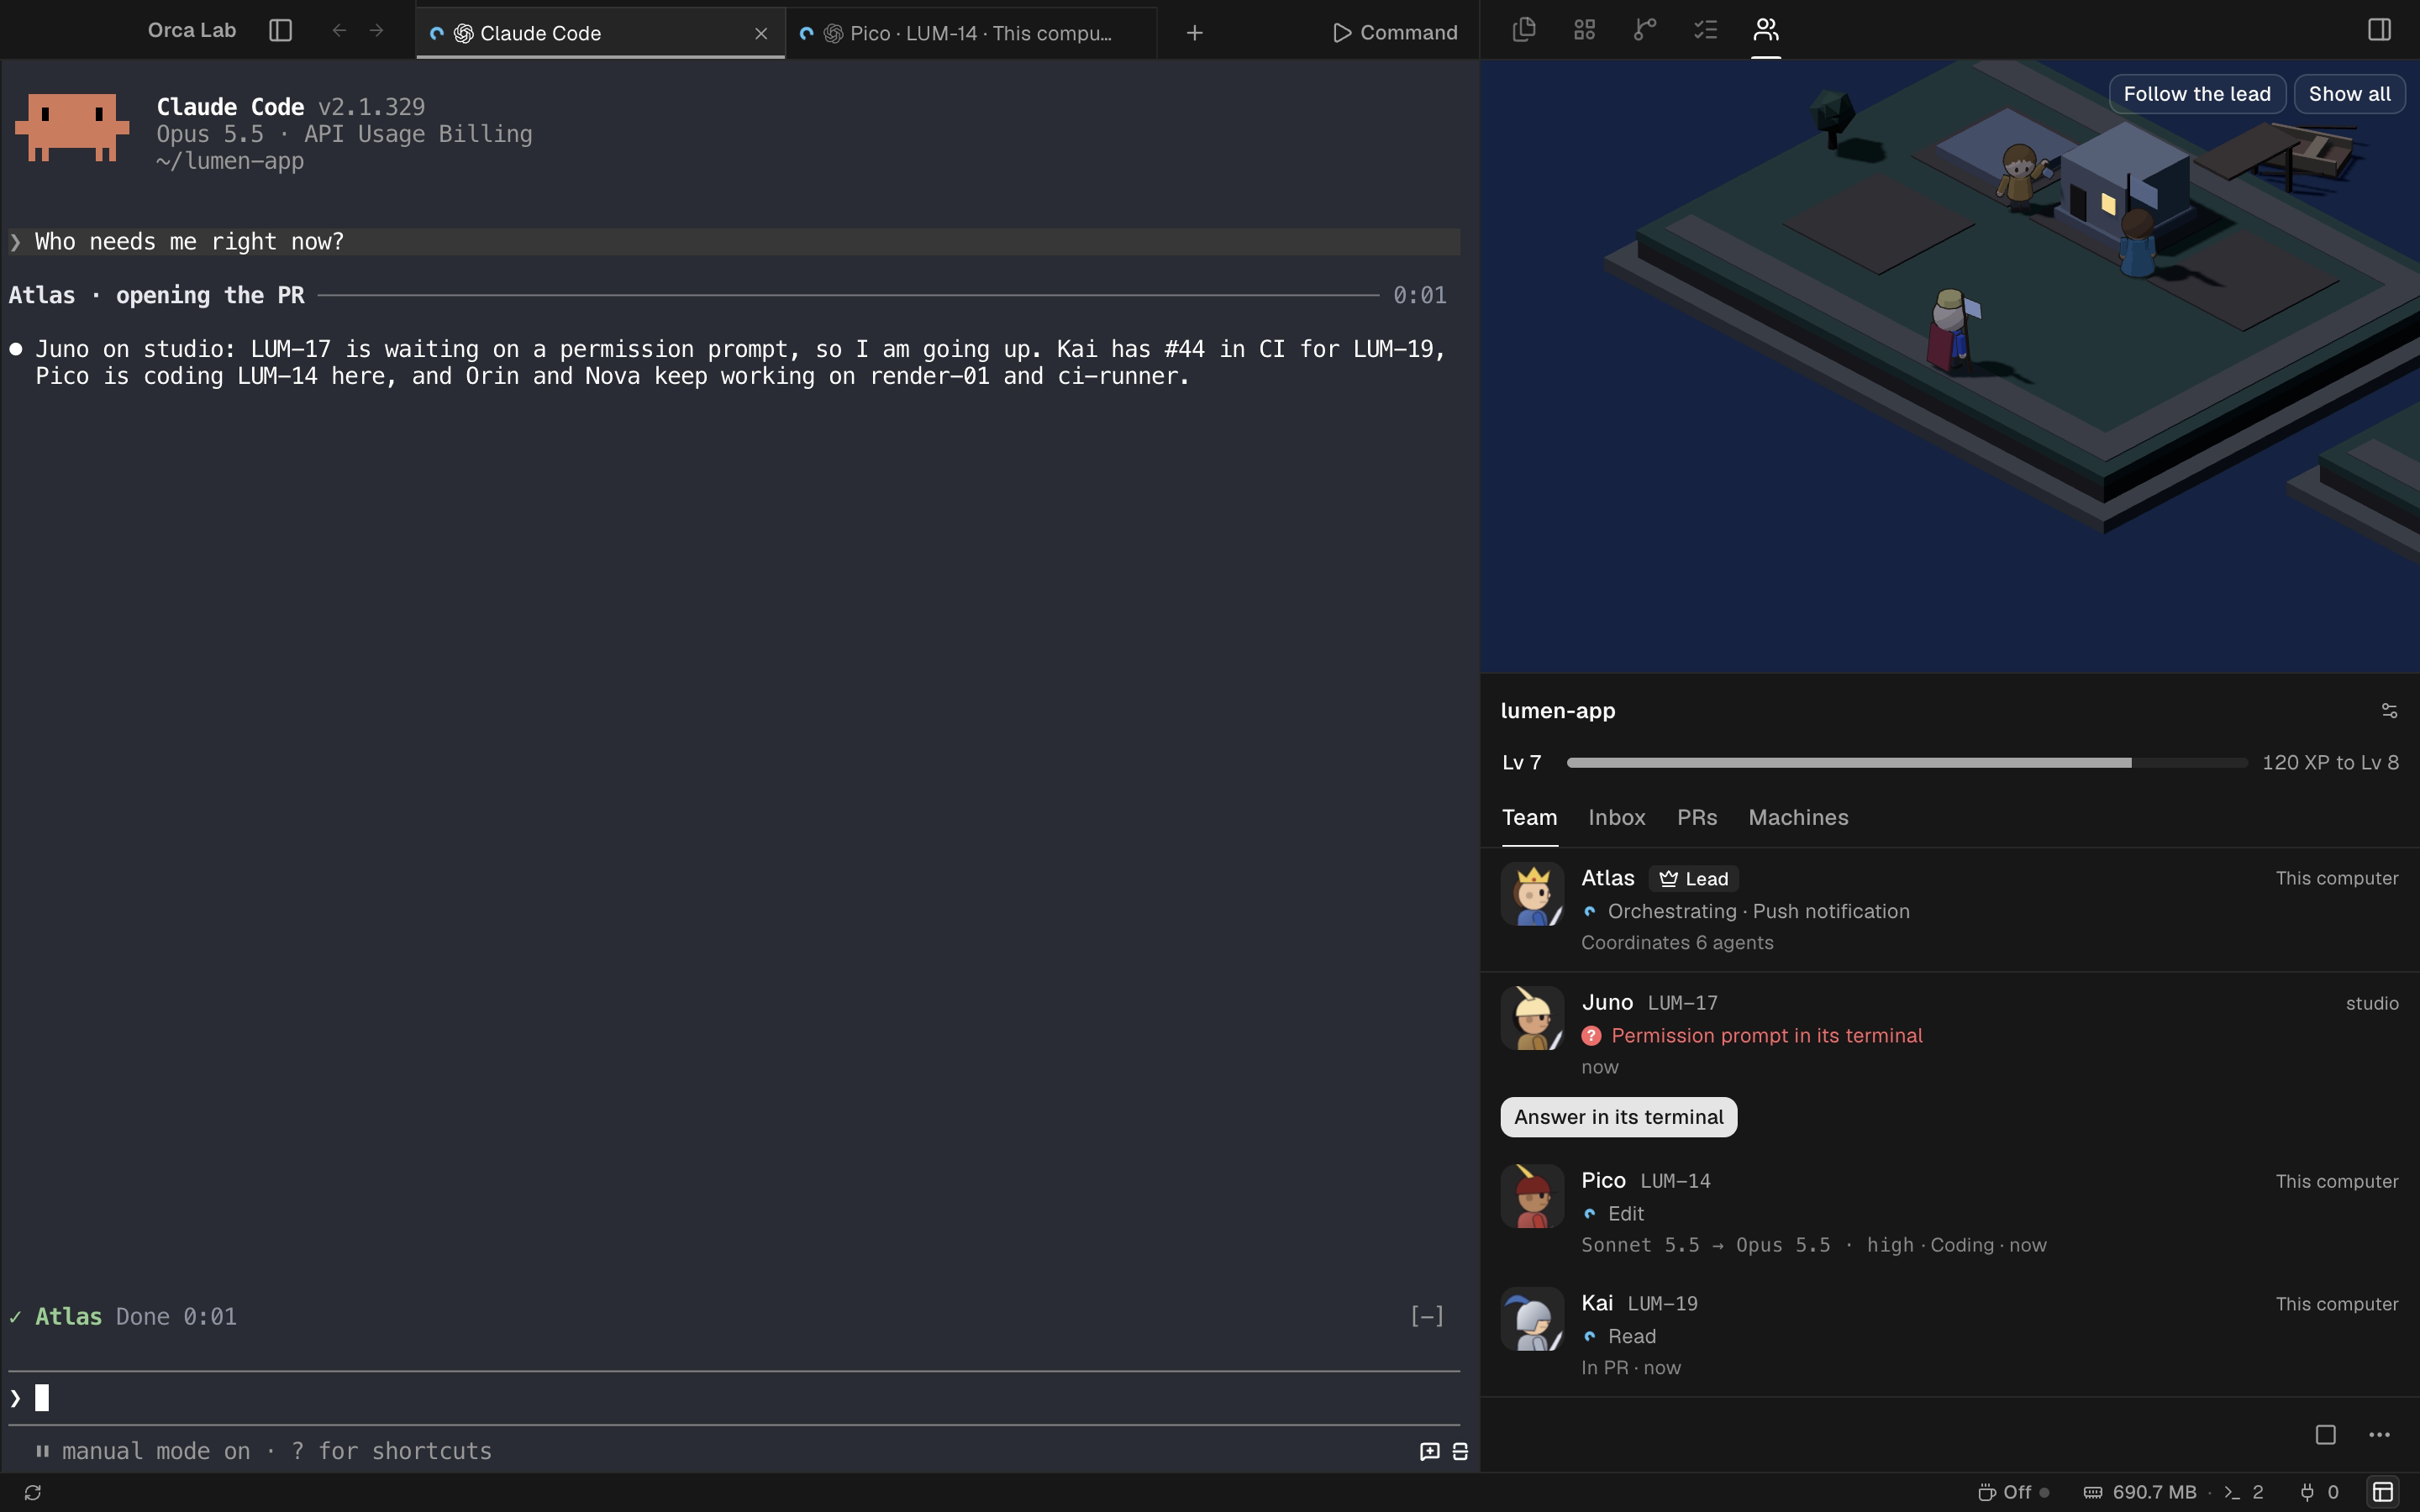 Orca Lab
Claude Code
Pico · LUM-14 · This compu...
Command
Claude Code v2.1.329
Opus 5.5 · API Usage Billing
~/lumen-app
❯ Who needs me right now?
Atlas · opening the PR 0:01
● Juno on studio: LUM-17 is waiting on a permission prompt, so I am going up. Kai has #44 in CI for LUM-19,
Pico is coding LUM-14 here, and Orin and Nova keep working on render-01 and ci-runner.
✓ Atlas Done 0:01 [-]
❯
manual mode on · ? for shortcuts
Follow the lead
Show all
lumen-app
Lv 7
120 XP to Lv 8
Team Inbox PRs Machines
Atlas Lead This computer
Orchestrating · Push notification
Coordinates 6 agents
Juno LUM-17 studio
? Permission prompt in its terminal
now
Answer in its terminal
Pico LUM-14 This computer
Edit
Sonnet 5.5 → Opus 5.5 · high · Coding · now
Kai LUM-19 This computer
Read
In PR · now
Off 690.7 MB · 2 0